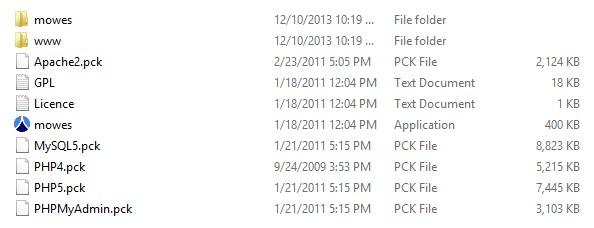 mowes 12/10/2013 10:19 ... File folder
www 12/10/2013 10:19 ... File folder
Apache2.pck 2/23/2011 5:05 PM PCK File 2,124 KB
GPL 1/18/2011 12:04 PM Text Document 18 KB
Licence 1/18/2011 12:04 PM Text Document 1 KB
mowes 1/18/2011 12:04 PM Application 400 KB
MySQL5.pck 1/21/2011 5:15 PM PCK File 8,823 KB
PHP4.pck 9/24/2009 3:53 PM PCK File 5,215 KB
PHP5.pck 1/21/2011 5:15 PM PCK File 7,445 KB
PHPMyAdmin.pck 1/21/2011 5:15 PM PCK File 3,103 KB